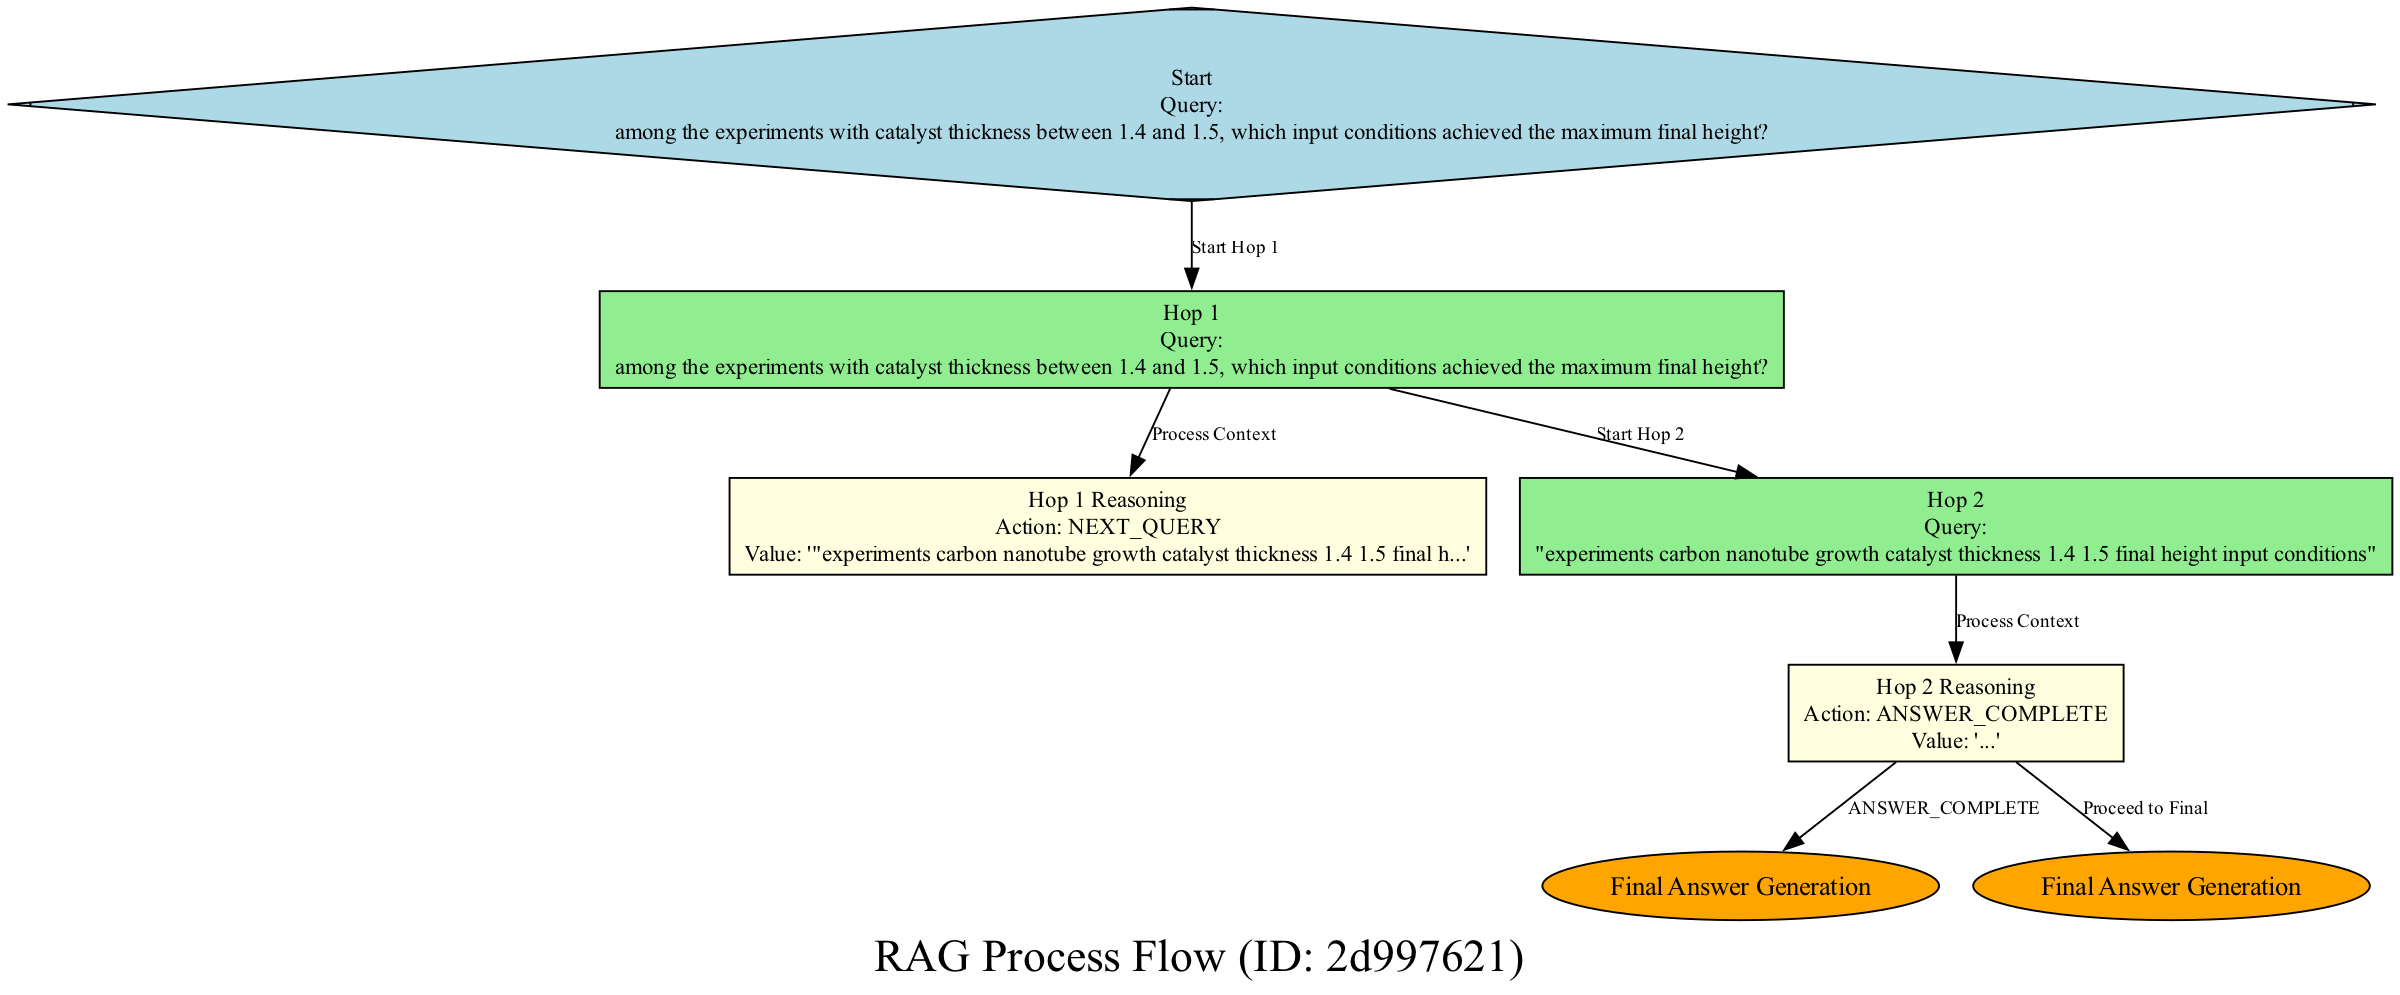 Start
Query:
among the experiments with catalyst thickness between 1.4 and 1.5, which input conditions achieved the maximum final height?
Start Hop 1
Hop 1
Query:
among the experiments with catalyst thickness between 1.4 and 1.5, which input conditions achieved the maximum final height?
Process Context
Start Hop 2
Hop 1 Reasoning
Action: NEXT_QUERY
Value: '"experiments carbon nanotube growth catalyst thickness 1.4 1.5 final h...'
Hop 2
Query:
"experiments carbon nanotube growth catalyst thickness 1.4 1.5 final height input conditions"
Process Context
Hop 2 Reasoning
Action: ANSWER_COMPLETE
Value: '...'
ANSWER_COMPLETE
Proceed to Final
Final Answer Generation
Final Answer Generation
RAG Process Flow (ID: 2d997621)